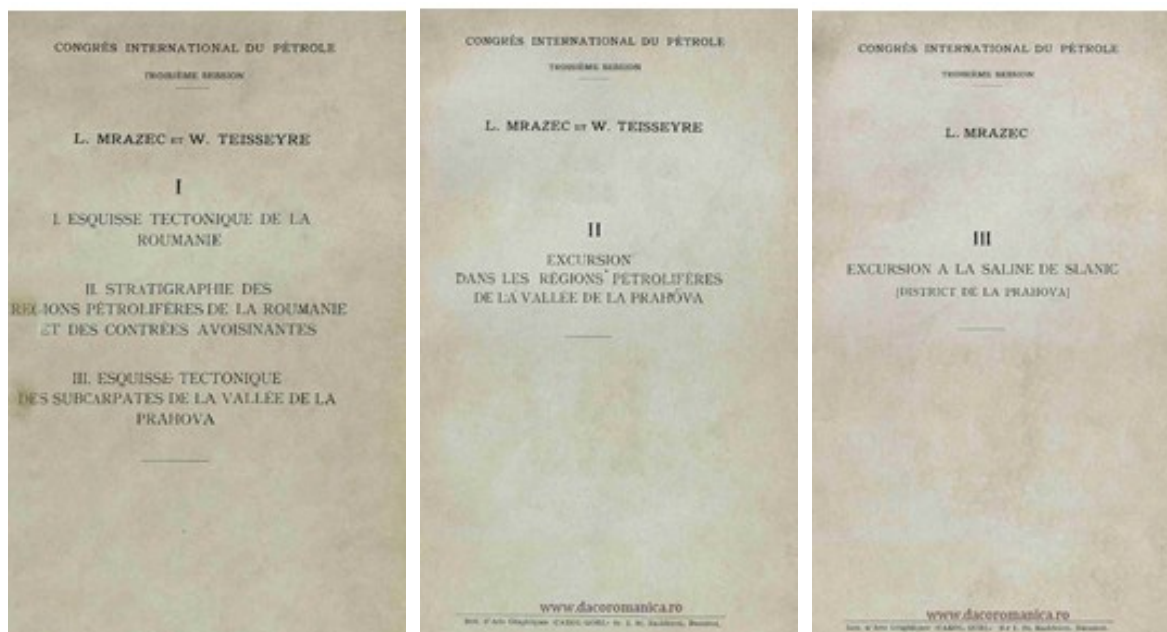 CONGRÈS INTERNATIONAL DU PÉTROLE
TROISIÈME SESSION
L. MRAZEC ET W. TEISSEYRE
I
I. ESQUISSE TECTONIQUE DE LA
ROUMANIE
II. STRATIGRAPHIE DES
RÉGIONS PÉTROLIFÈRES DE LA ROUMANIE
ET DES CONTRÉES AVOISINANTES
III. ESQUISSE TECTONIQUE
DES SUBCARPATES DE LA VALLÉE DE LA
PRAHOVA
CONGRÈS INTERNATIONAL DU PÉTROLE
TROISIÈME SESSION
L. MRAZEC ET W. TEISSEYRE
II
EXCURSION
DANS LES RÉGIONS PÉTROLIFÈRES
DE LA VALLÉE DE LA PRAHOVA
www.dacoromanica.ro
CONGRÈS INTERNATIONAL DU PÉTROLE
TROISIÈME SESSION
L. MRAZEC
III
EXCURSION A LA SALINE DE SLANIC
[DISTRICT DE LA PRAHOVA]
www.dacoromanica.ro